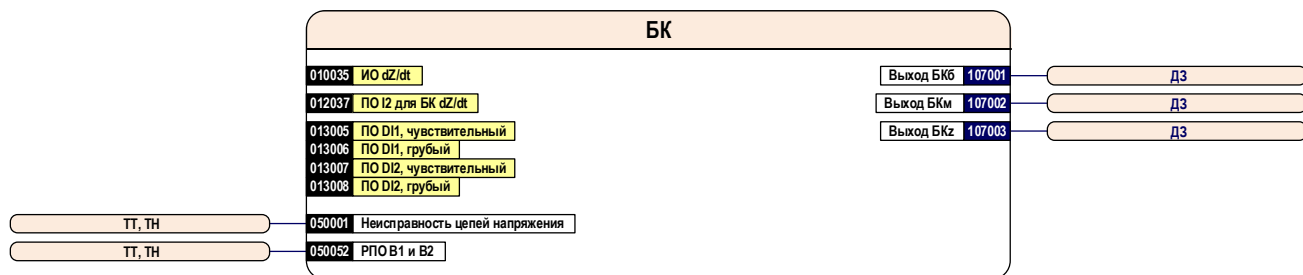 БК
010035 ИО dZ/dt
Выход БКб 107001 ДЗ
012037 ПО I2 для БК dZ/dt
Выход БКм 107002 ДЗ
013005 ПО DI1, чувствительный
Выход БКz 107003 ДЗ
013006 ПО DI1, грубый
013007 ПО DI2, чувствительный
013008 ПО DI2, грубый
ТТ, ТН 050001 Неисправность цепей напряжения
ТТ, ТН 050052 РПО В1 и В2